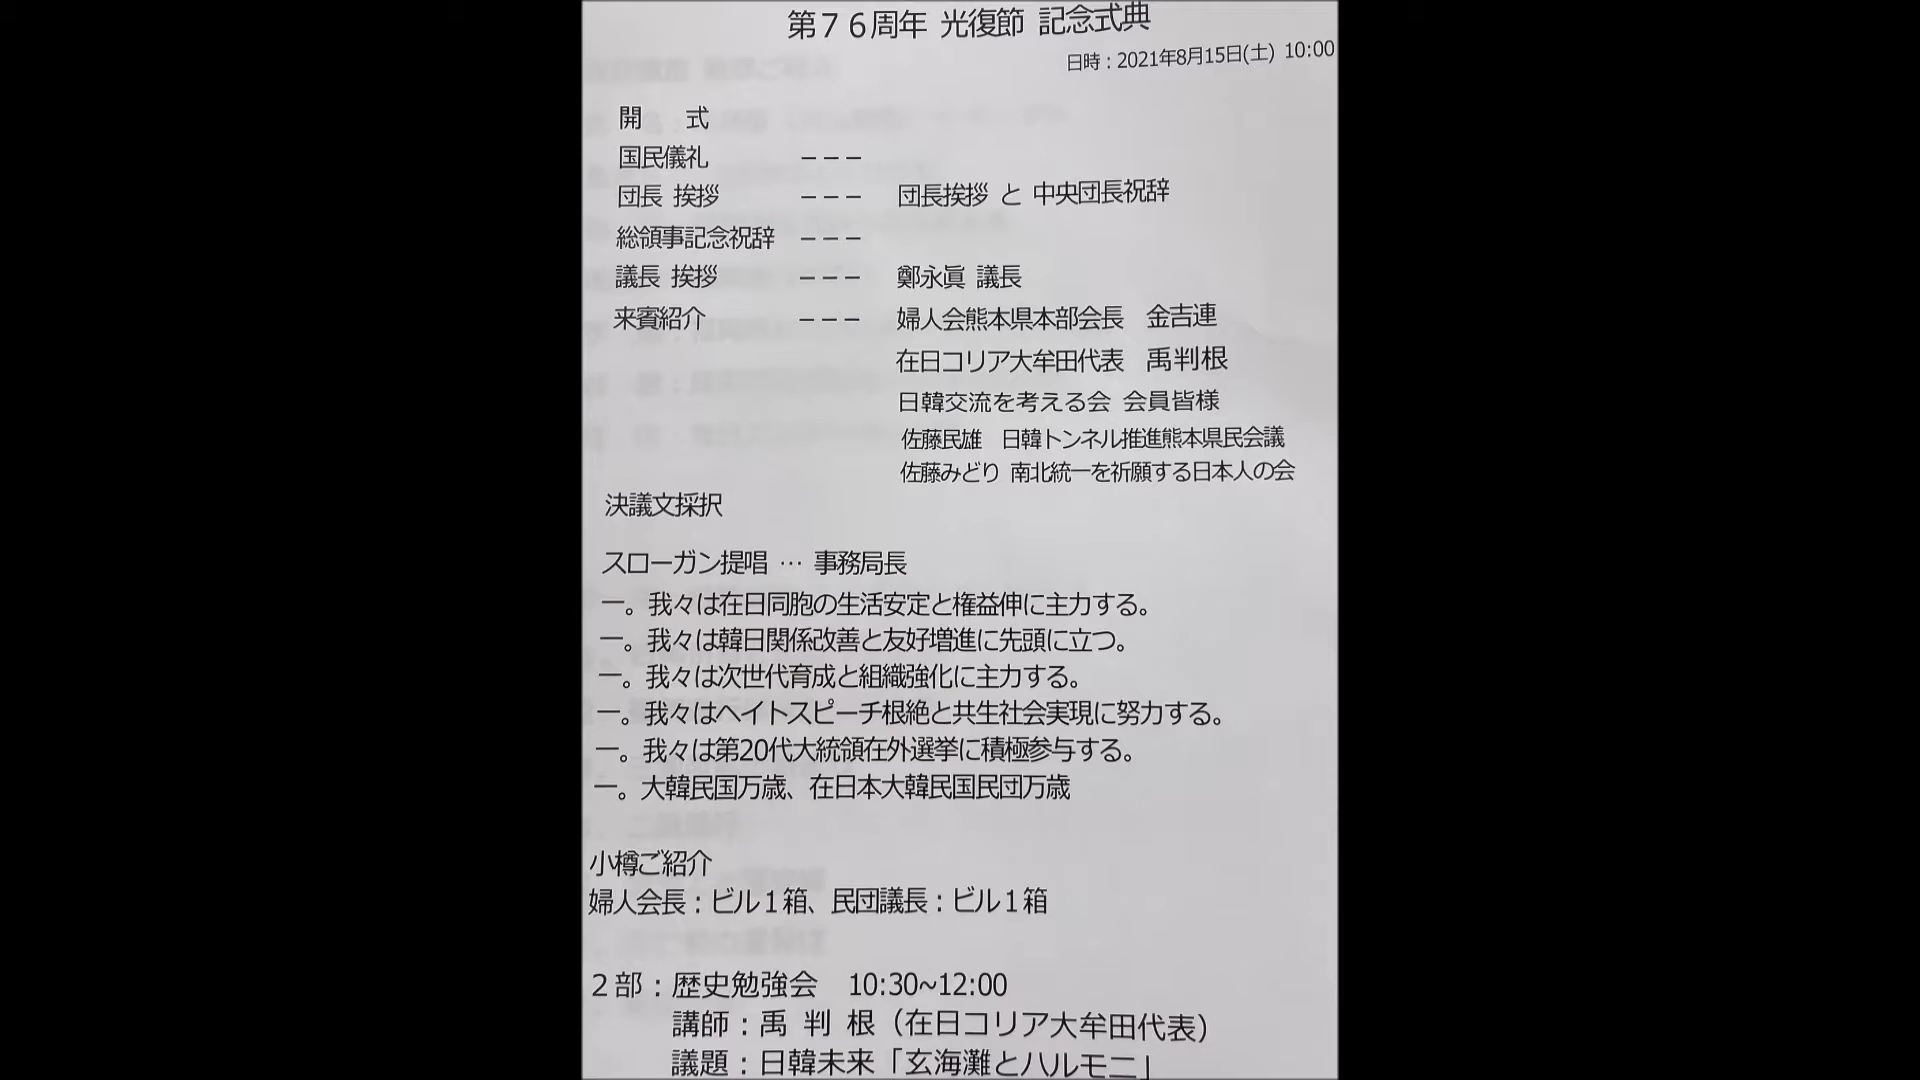 第７６周年 光復節 記念式典
日時：2021年8月15日(土) 10:00
開　　式
国民儀礼　−−−
団長 挨拶　−−−　団長挨拶 と 中央団長祝辞
総領事記念祝辞　−−−
議長 挨拶　−−−　鄭永眞 議長
来賓紹介　−−−　婦人会熊本県本部会長　金吉連
在日コリア大牟田代表　禹判根
日韓交流を考える会 会員皆様
佐藤民雄　日韓トンネル推進熊本県民会議
佐藤みどり 南北統一を祈願する日本人の会
決議文採択
スローガン提唱 … 事務局長
一。我々は在日同胞の生活安定と権益伸に主力する。
一。我々は韓日関係改善と友好増進に先頭に立つ。
一。我々は次世代育成と組織強化に主力する。
一。我々はヘイトスピーチ根絶と共生社会実現に努力する。
一。我々は第20代大統領在外選挙に積極参与する。
一。大韓民国万歳、在日本大韓民国民団万歳
小樽ご紹介
婦人会長：ビル１箱、民団議長：ビル１箱
２部：歴史勉強会　10:30~12:00
講師：禹 判 根（在日コリア大牟田代表）
議題：日韓未来「玄海灘とハルモニ」